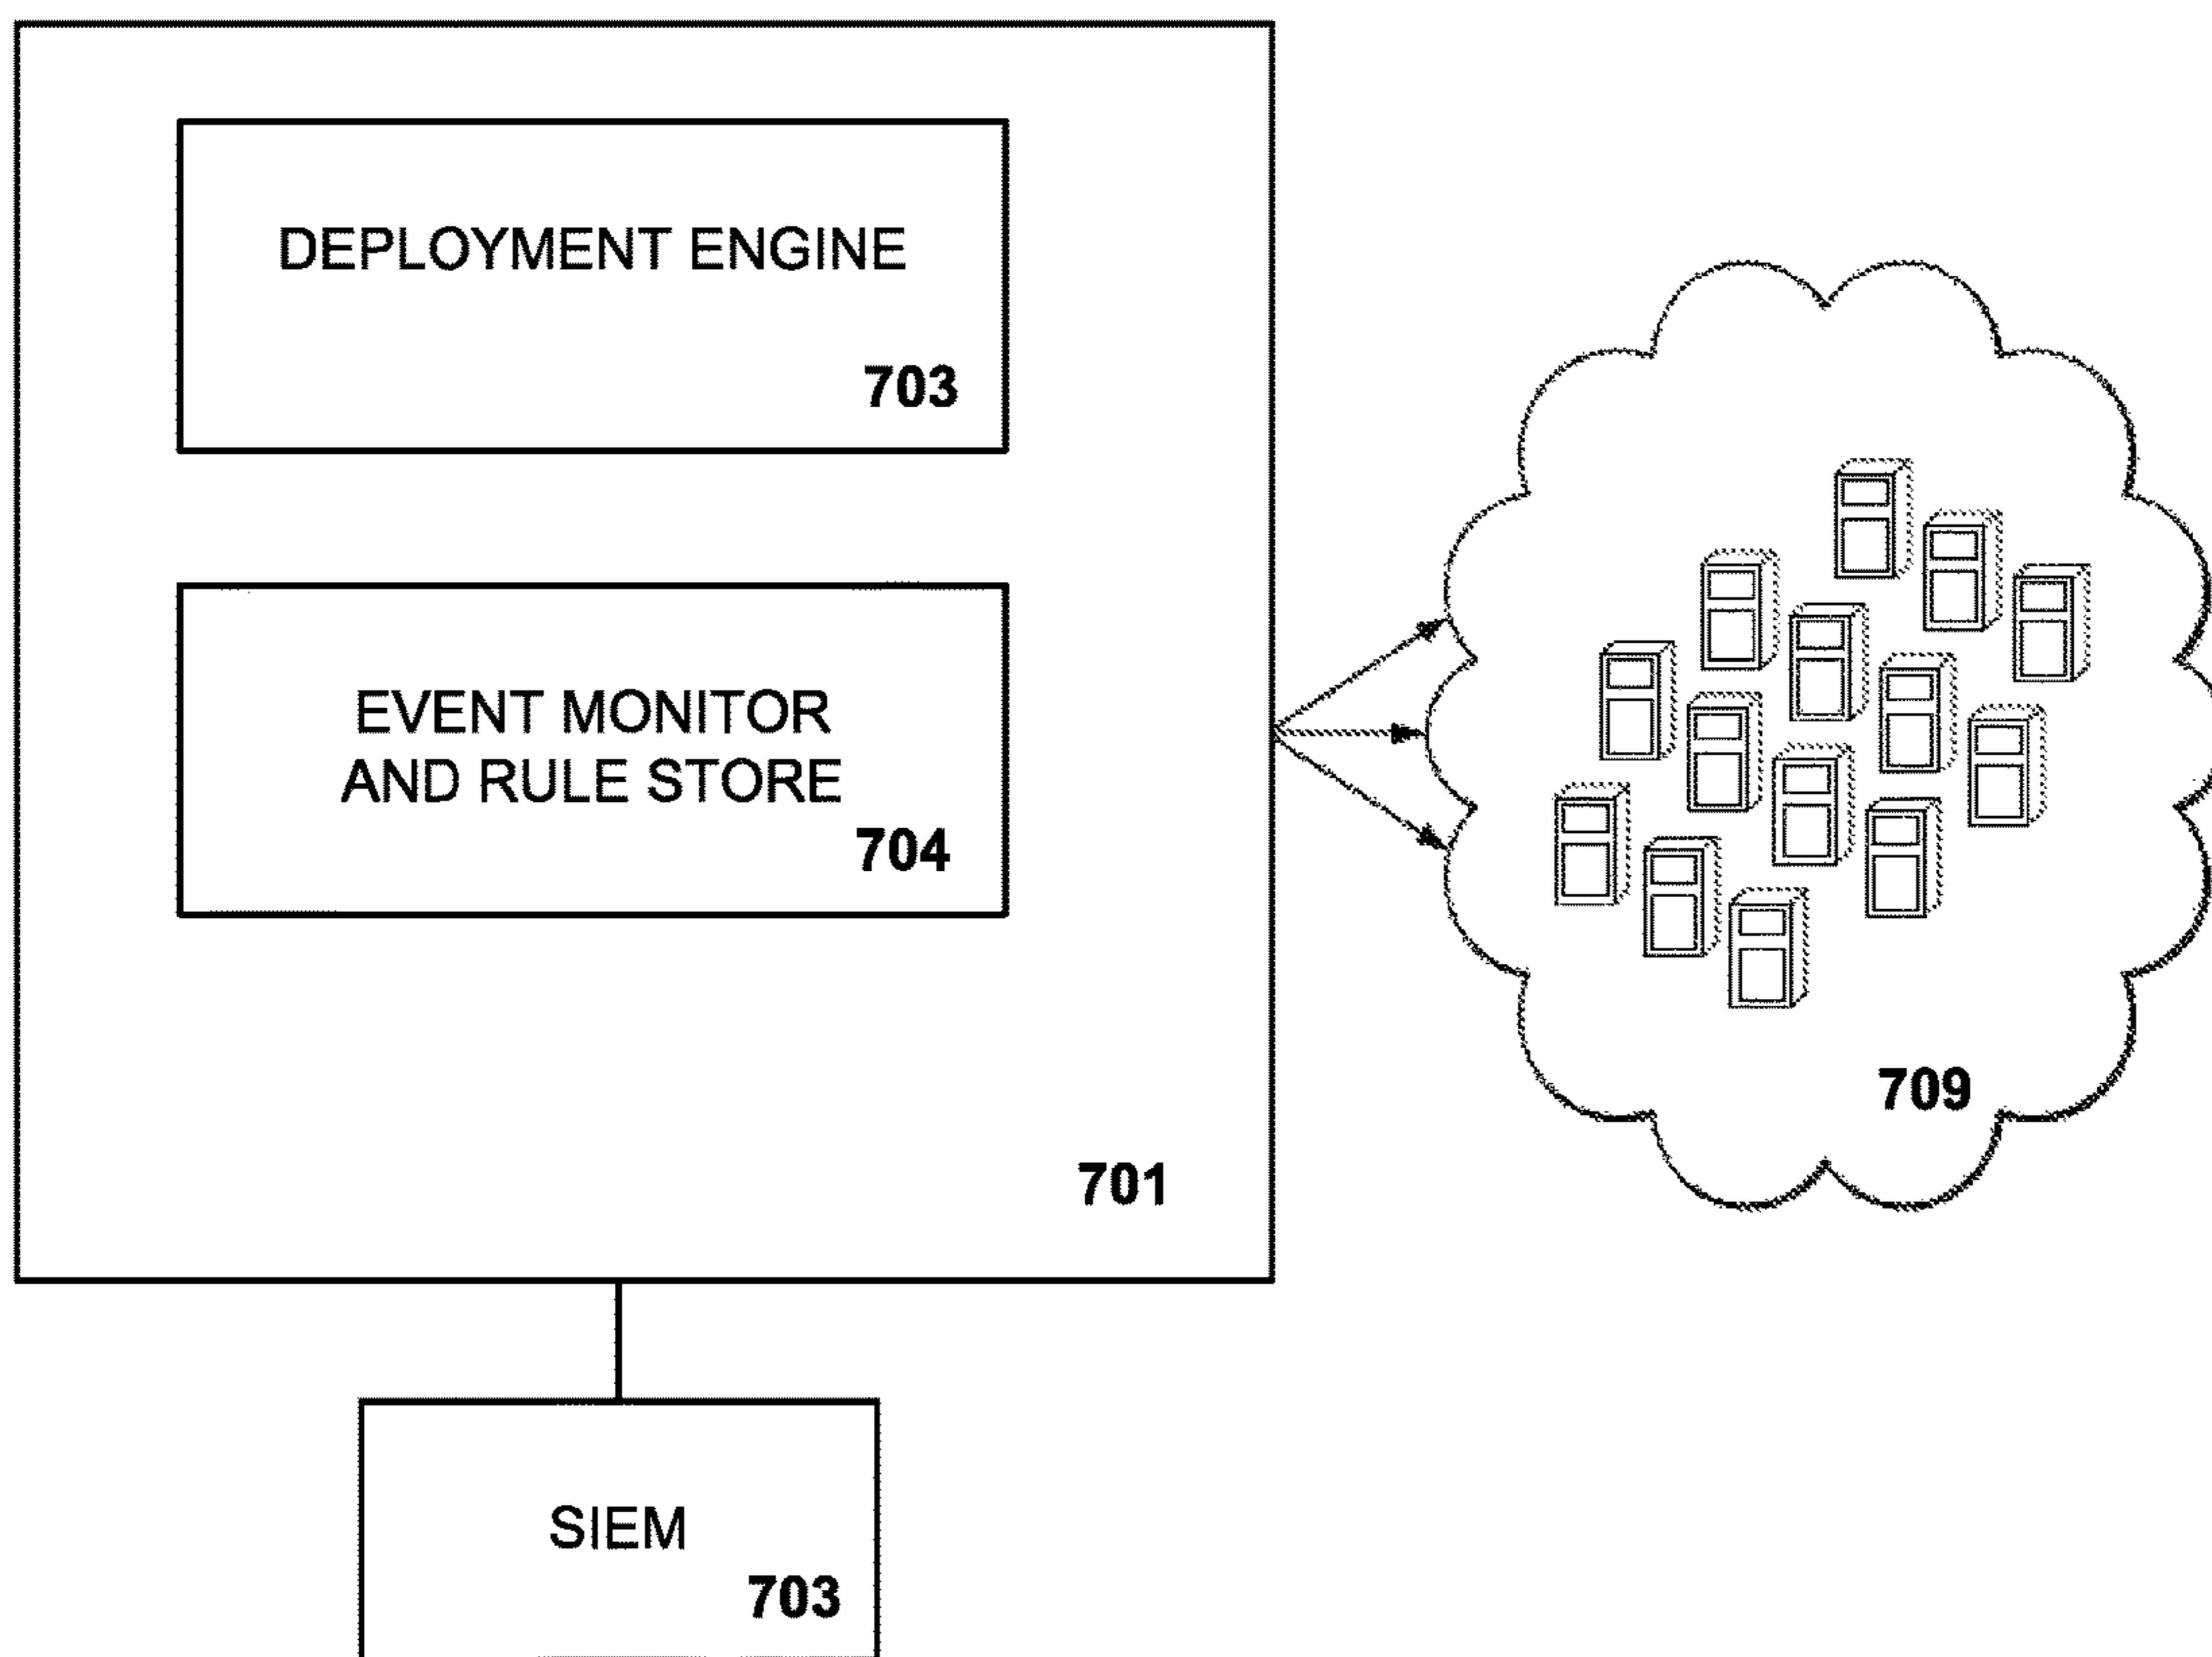 DEPLOYMENT ENGINE
703
EVENT MONITOR
AND RULE STORE
704
701
709
SIEM
703